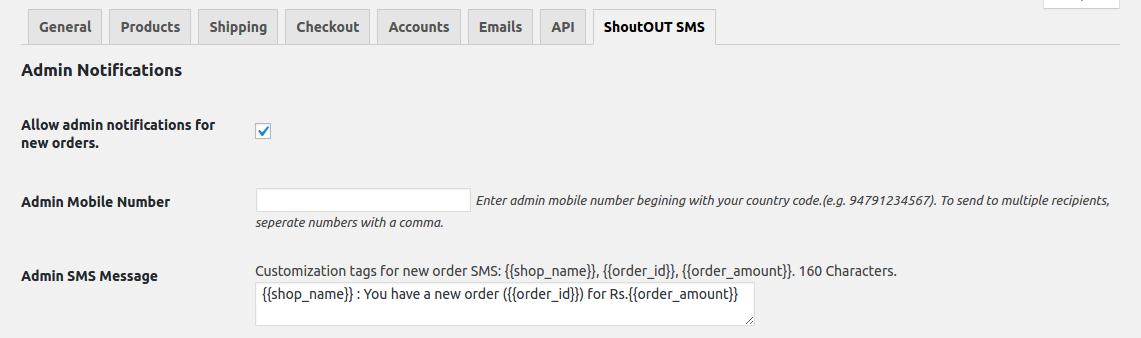 General Products Shipping Checkout Accounts Emails API ShoutOUT SMS
Admin Notifications
Allow admin notifications for
new orders.
Admin Mobile Number
Enter admin mobile number begining with your country code.(e.g. 94791234567). To send to multiple recipients,
seperate numbers with a comma.
Admin SMS Message
Customization tags for new order SMS: {{shop_name}}, {{order_id}}, {{order_amount}}. 160 Characters.
{{shop_name}} : You have a new order ({{order_id}}) for Rs.{{order_amount}}